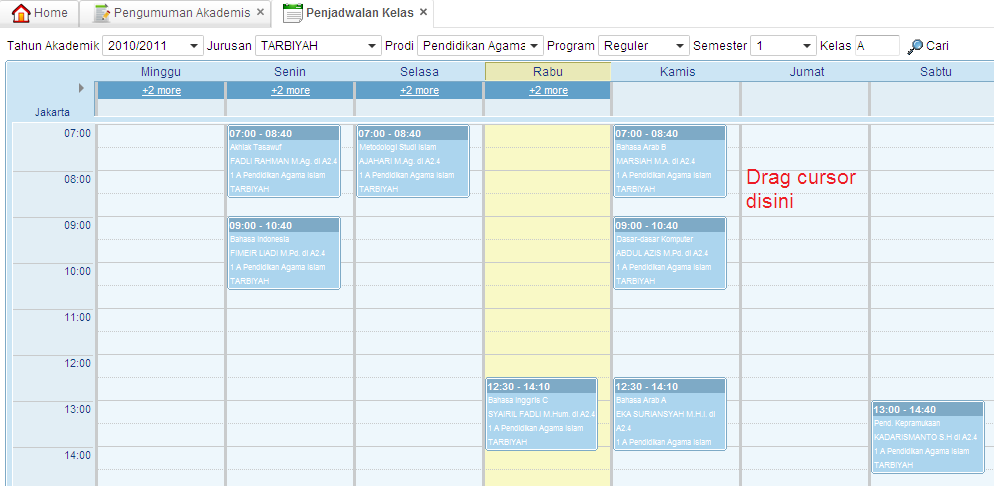 Home
Pengumuman Akademis
Penjadwalan Kelas
Tahun Akademik 2010/2011 Jurusan TARBIYAH Prodi Pendidikan Agama Program Reguler Semester 1 Kelas A Cari
Minggu Senin Selasa Rabu Kamis Jumat Sabtu
+2 more +2 more +2 more +2 more
Jakarta
07:00
08:00
09:00
10:00
11:00
12:00
13:00
14:00
07:00 - 08:40
Akhlak Tasawuf
FADLI RAHMAN M.Ag. di A2.4
1 A Pendidikan Agama Islam
TARBIYAH
09:00 - 10:40
Bahasa Indonesia
FIMEIR LIADI M.Pd. di A2.4
1 A Pendidikan Agama Islam
TARBIYAH
07:00 - 08:40
Metodologi Studi Islam
AJAHARI M.Ag. di A2.4
1 A Pendidikan Agama Islam
TARBIYAH
12:30 - 14:10
Bahasa Inggris C
SYAIRIL FADLI M.Hum. di A2.4
1 A Pendidikan Agama Islam
TARBIYAH
07:00 - 08:40
Bahasa Arab B
MARSIAH M.A. di A2.4
1 A Pendidikan Agama Islam
TARBIYAH
09:00 - 10:40
Dasar-dasar Komputer
ABDUL AZIS M.Pd. di A2.4
1 A Pendidikan Agama Islam
TARBIYAH
12:30 - 14:10
Bahasa Arab A
EKA SURIANSYAH M.H.I. di
A2.4
1 A Pendidikan Agama Islam
Drag cursor
disini
13:00 - 14:40
Pend. Kepramukaan
KADARISMANTO S.H di A2.4
1 A Pendidikan Agama Islam
TARBIYAH